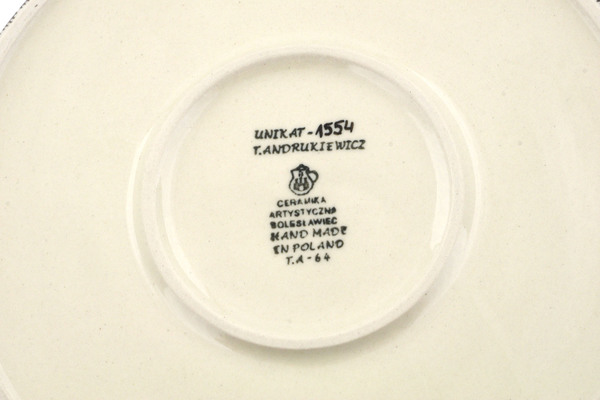 UNIKAT-1554
T.ANDRUKIEWICZ
CERAMIKA
ARTYSTYCZNA
BOLESŁAWIEC
HAND MADE
IN POLAND
T.A-64